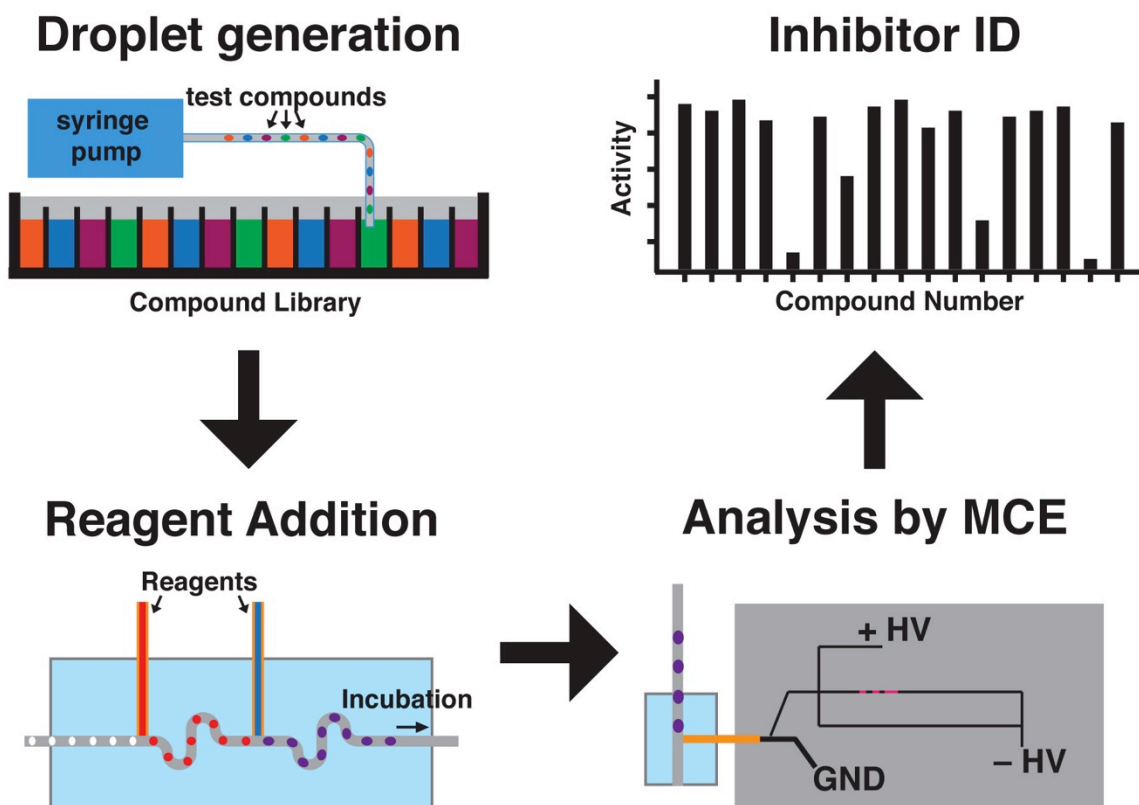 Droplet generation
test compounds
syringe
pump
Compound Library
Reagent Addition
Reagents
Incubation
Analysis by MCE
+ HV
– HV
GND
Inhibitor ID
Activity
Compound Number